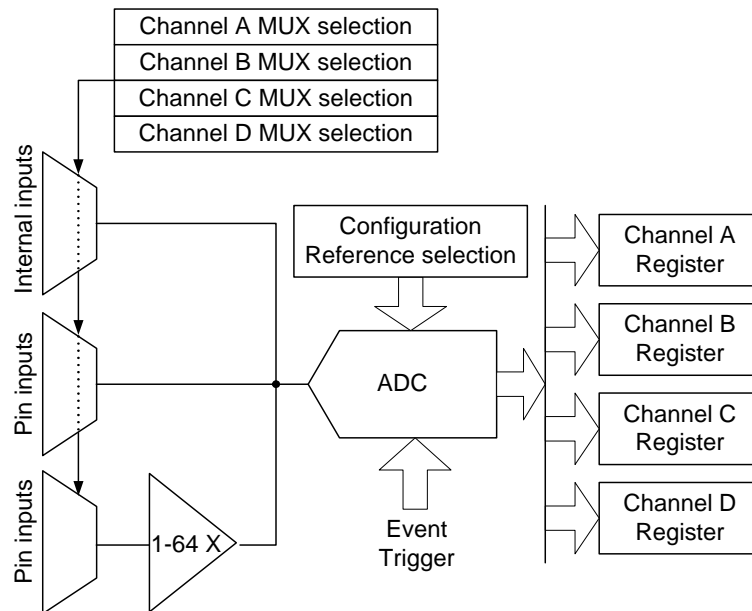 Channel A MUX selection
Channel B MUX selection
Channel C MUX selection
Channel D MUX selection
Internal inputs
Pin inputs
Pin inputs
1-64 X
Configuration
Reference selection
ADC
Event
Trigger
Channel A
Register
Channel B
Register
Channel C
Register
Channel D
Register